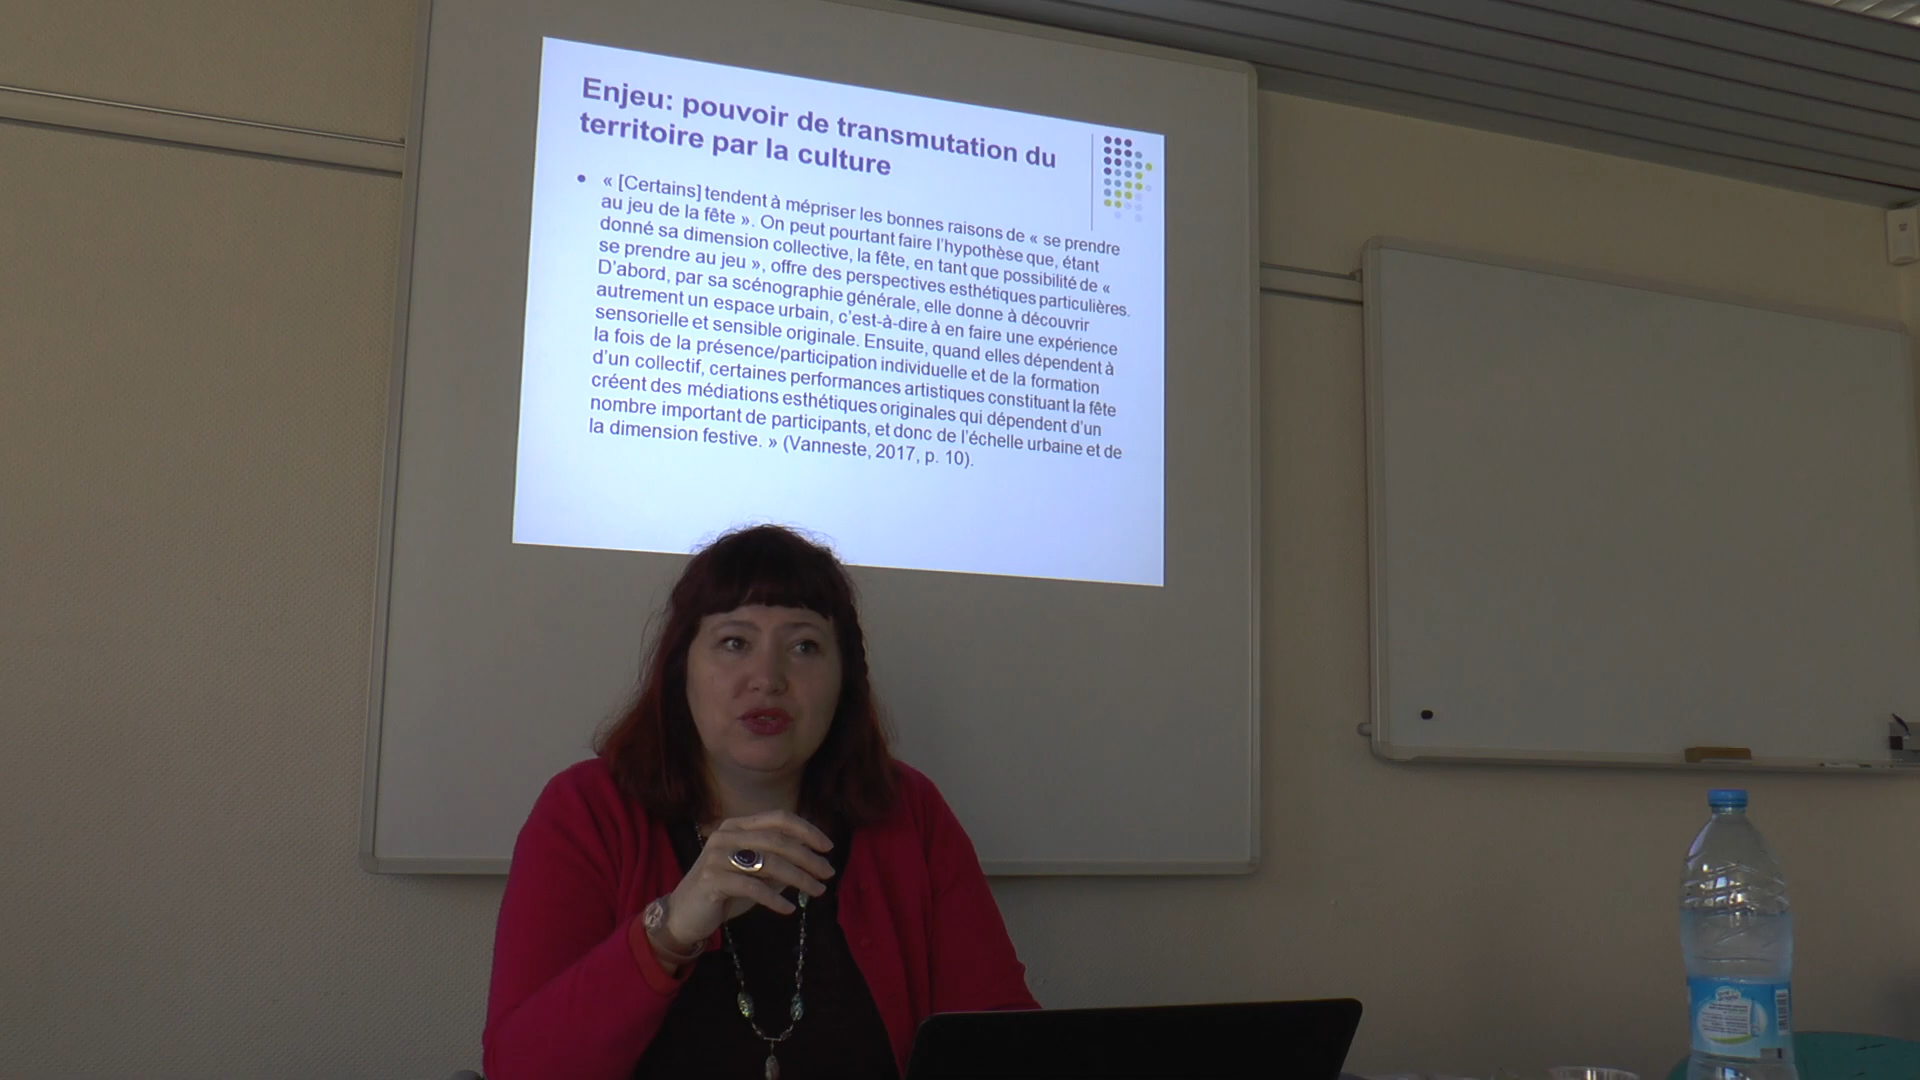 Enjeu: pouvoir de transmutation du
territoire par la culture
• « [Certains] tendent à mépriser les bonnes raisons de « se prendre
au jeu de la fête ». On peut pourtant faire l'hypothèse que, étant
donné sa dimension collective, la fête, en tant que possibilité de «
se prendre au jeu », offre des perspectives esthétiques particulières.
D'abord, par sa scénographie générale, elle donne à découvrir
autrement un espace urbain, c'est-à-dire à en faire une expérience
sensorielle et sensible originale. Ensuite, quand elles dépendent à
la fois de la présence/participation individuelle et de la formation
d'un collectif, certaines performances artistiques constituant la fête
créent des médiations esthétiques originales qui dépendent d'un
nombre important de participants, et donc de l'échelle urbaine et de
la dimension festive. » (Vanneste, 2017, p. 10).